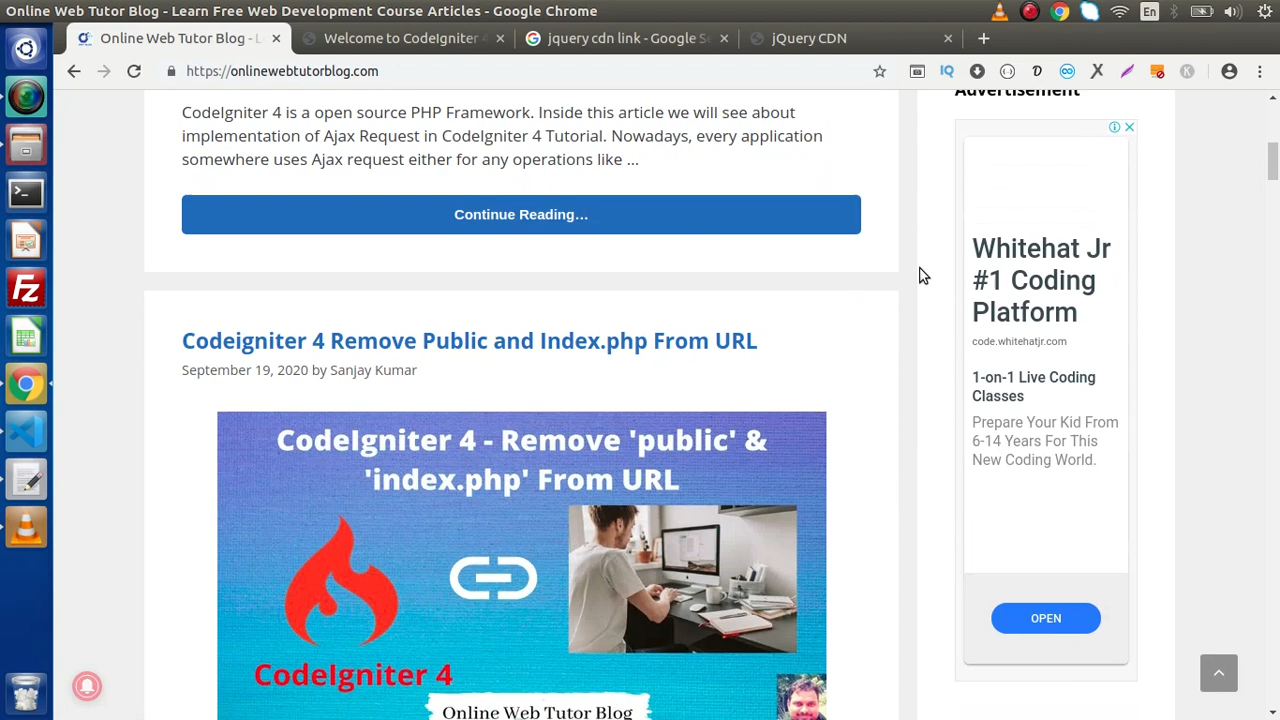 Online Web Tutor Blog - Learn Free Web Development Course Articles - Google Chrome
En
Online Web Tutor Blog - L
Welcome to CodeIgniter 4
jquery cdn link - Google Se
jQuery CDN
https://onlinewebtutorblog.com
IQ
CodeIgniter 4 is a open source PHP Framework. Inside this article we will see about
implementation of Ajax Request in CodeIgniter 4 Tutorial. Nowadays, every application
somewhere uses Ajax request either for any operations like ...
Continue Reading…
Codeigniter 4 Remove Public and Index.php From URL
September 19, 2020 by Sanjay Kumar
CodeIgniter 4 - Remove 'public' &
'index.php' From URL
CodeIgniter 4
Online Web Tutor Blog
Advertisement
Whitehat Jr
#1 Coding
Platform
code.whitehatjr.com
1-on-1 Live Coding
Classes
Prepare Your Kid From
6-14 Years For This
New Coding World.
OPEN